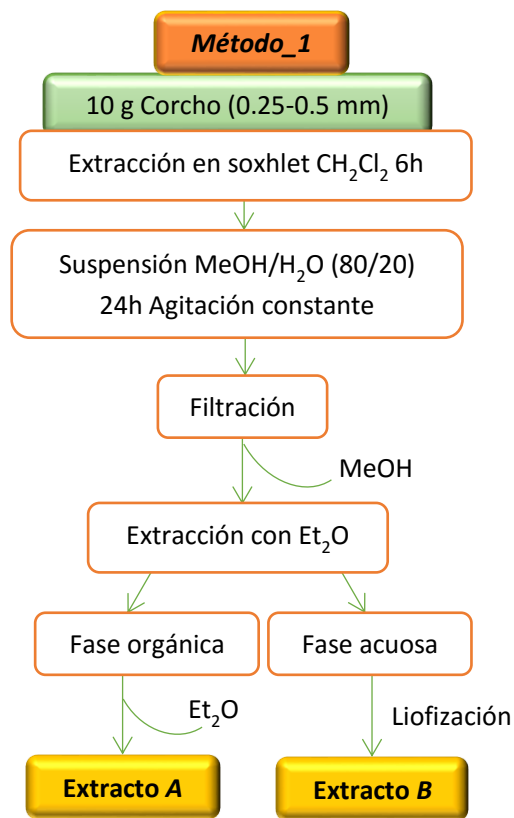 Método_1
10 g Corcho (0.25-0.5 mm)
Extracción en soxhlet CH₂Cl₂ 6h
Suspensión MeOH/H₂O (80/20)
24h Agitación constante
Filtración
MeOH
Extracción con Et₂O
Fase orgánica
Fase acuosa
Et₂O
Liofización
Extracto A
Extracto B